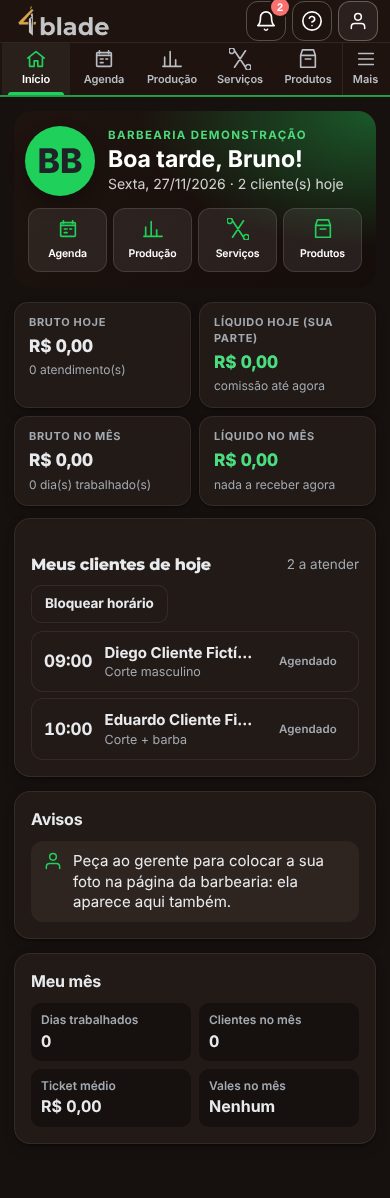 4blade
2
Início
Agenda
Produção
Serviços
Produtos
Mais
BB
BARBEARIA DEMONSTRAÇÃO
Boa tarde, Bruno!
Sexta, 27/11/2026 · 2 cliente(s) hoje
Agenda
Produção
Serviços
Produtos
BRUTO HOJE
R$ 0,00
0 atendimento(s)
LÍQUIDO HOJE (SUA
PARTE)
R$ 0,00
comissão até agora
BRUTO NO MÊS
R$ 0,00
0 dia(s) trabalhado(s)
LÍQUIDO NO MÊS
R$ 0,00
nada a receber agora
Meus clientes de hoje
2 a atender
Bloquear horário
09:00
Diego Cliente Fictí...
Corte masculino
Agendado
10:00
Eduardo Cliente Fi...
Corte + barba
Agendado
Avisos
Peça ao gerente para colocar a sua
foto na página da barbearia: ela
aparece aqui também.
Meu mês
Dias trabalhados
0
Clientes no mês
0
Ticket médio
R$ 0,00
Vales no mês
Nenhum